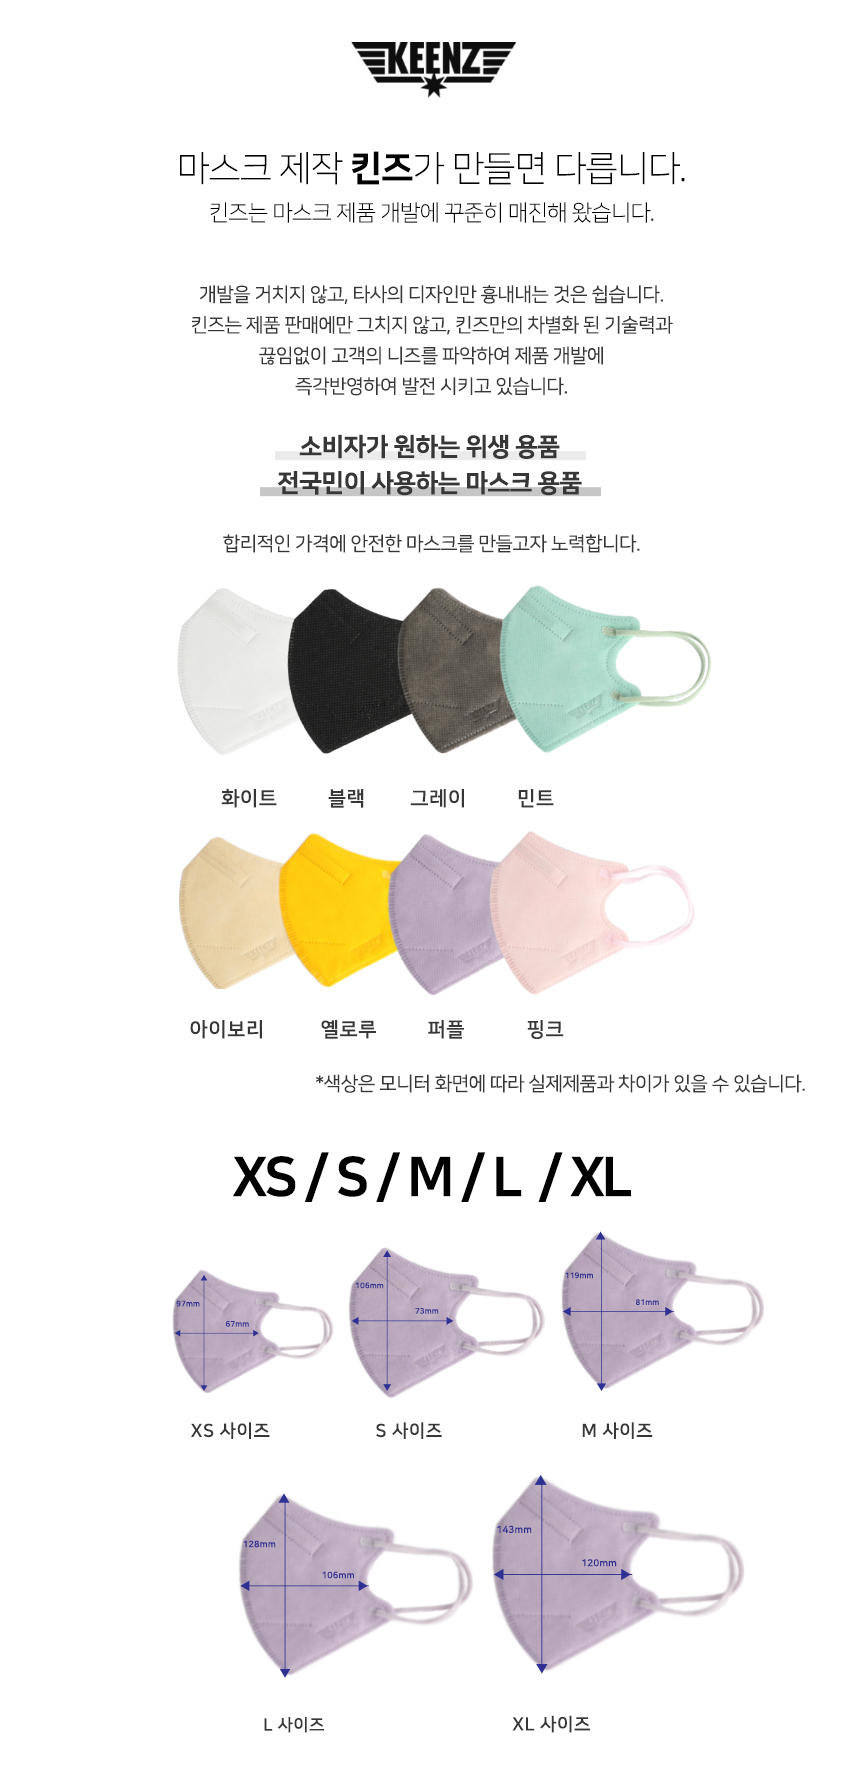 KEENZ
마스크 제작 킨즈가 만들면 다릅니다.
킨즈는 마스크 제품 개발에 꾸준히 매진해 왔습니다.
개발을 거치지 않고, 타사의 디자인만 흉내내는 것은 쉽습니다.
킨즈는 제품 판매에만 그치지 않고, 킨즈만의 차별화 된 기술력과
끊임없이 고객의 니즈를 파악하여 제품 개발에
즉각반영하여 발전 시키고 있습니다.
소비자가 원하는 위생 용품
전국민이 사용하는 마스크 용품
합리적인 가격에 안전한 마스크를 만들고자 노력합니다.
화이트 블랙 그레이 민트
아이보리 옐로루 퍼플 핑크
*색상은 모니터 화면에 따라 실제제품과 차이가 있을 수 있습니다.
XS / S / M / L / XL
97mm
67mm
106mm
73mm
119mm
81mm
XS 사이즈 S 사이즈 M 사이즈
128mm
106mm
143mm
120mm
L 사이즈 XL 사이즈